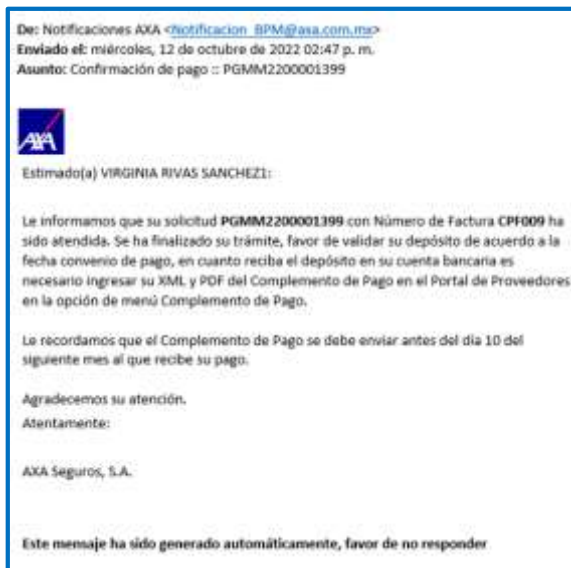 De: Notificaciones AXA <Notificacion_BPM@axa.com.mx>
Enviado el: miércoles, 12 de octubre de 2022 02:47 p. m.
Asunto: Confirmación de pago :: PGMM2200001399
AXA
Estimado(a) VIRGINIA RIVAS SANCHEZ1:
Le informamos que su solicitud PGMM2200001399 con Número de Factura CPF009 ha
sido atendida. Se ha finalizado su trámite, favor de validar su depósito de acuerdo a la
fecha convenio de pago, en cuanto reciba el depósito en su cuenta bancaria es
necesario ingresar su XML y PDF del Complemento de Pago en el Portal de Proveedores
en la opción de menú Complemento de Pago.
Le recordamos que el Complemento de Pago se debe enviar antes del día 10 del
siguiente mes al que recibe su pago.
Agradecemos su atención.
Atentamente:
AXA Seguros, S.A.
Este mensaje ha sido generado automáticamente, favor de no responder